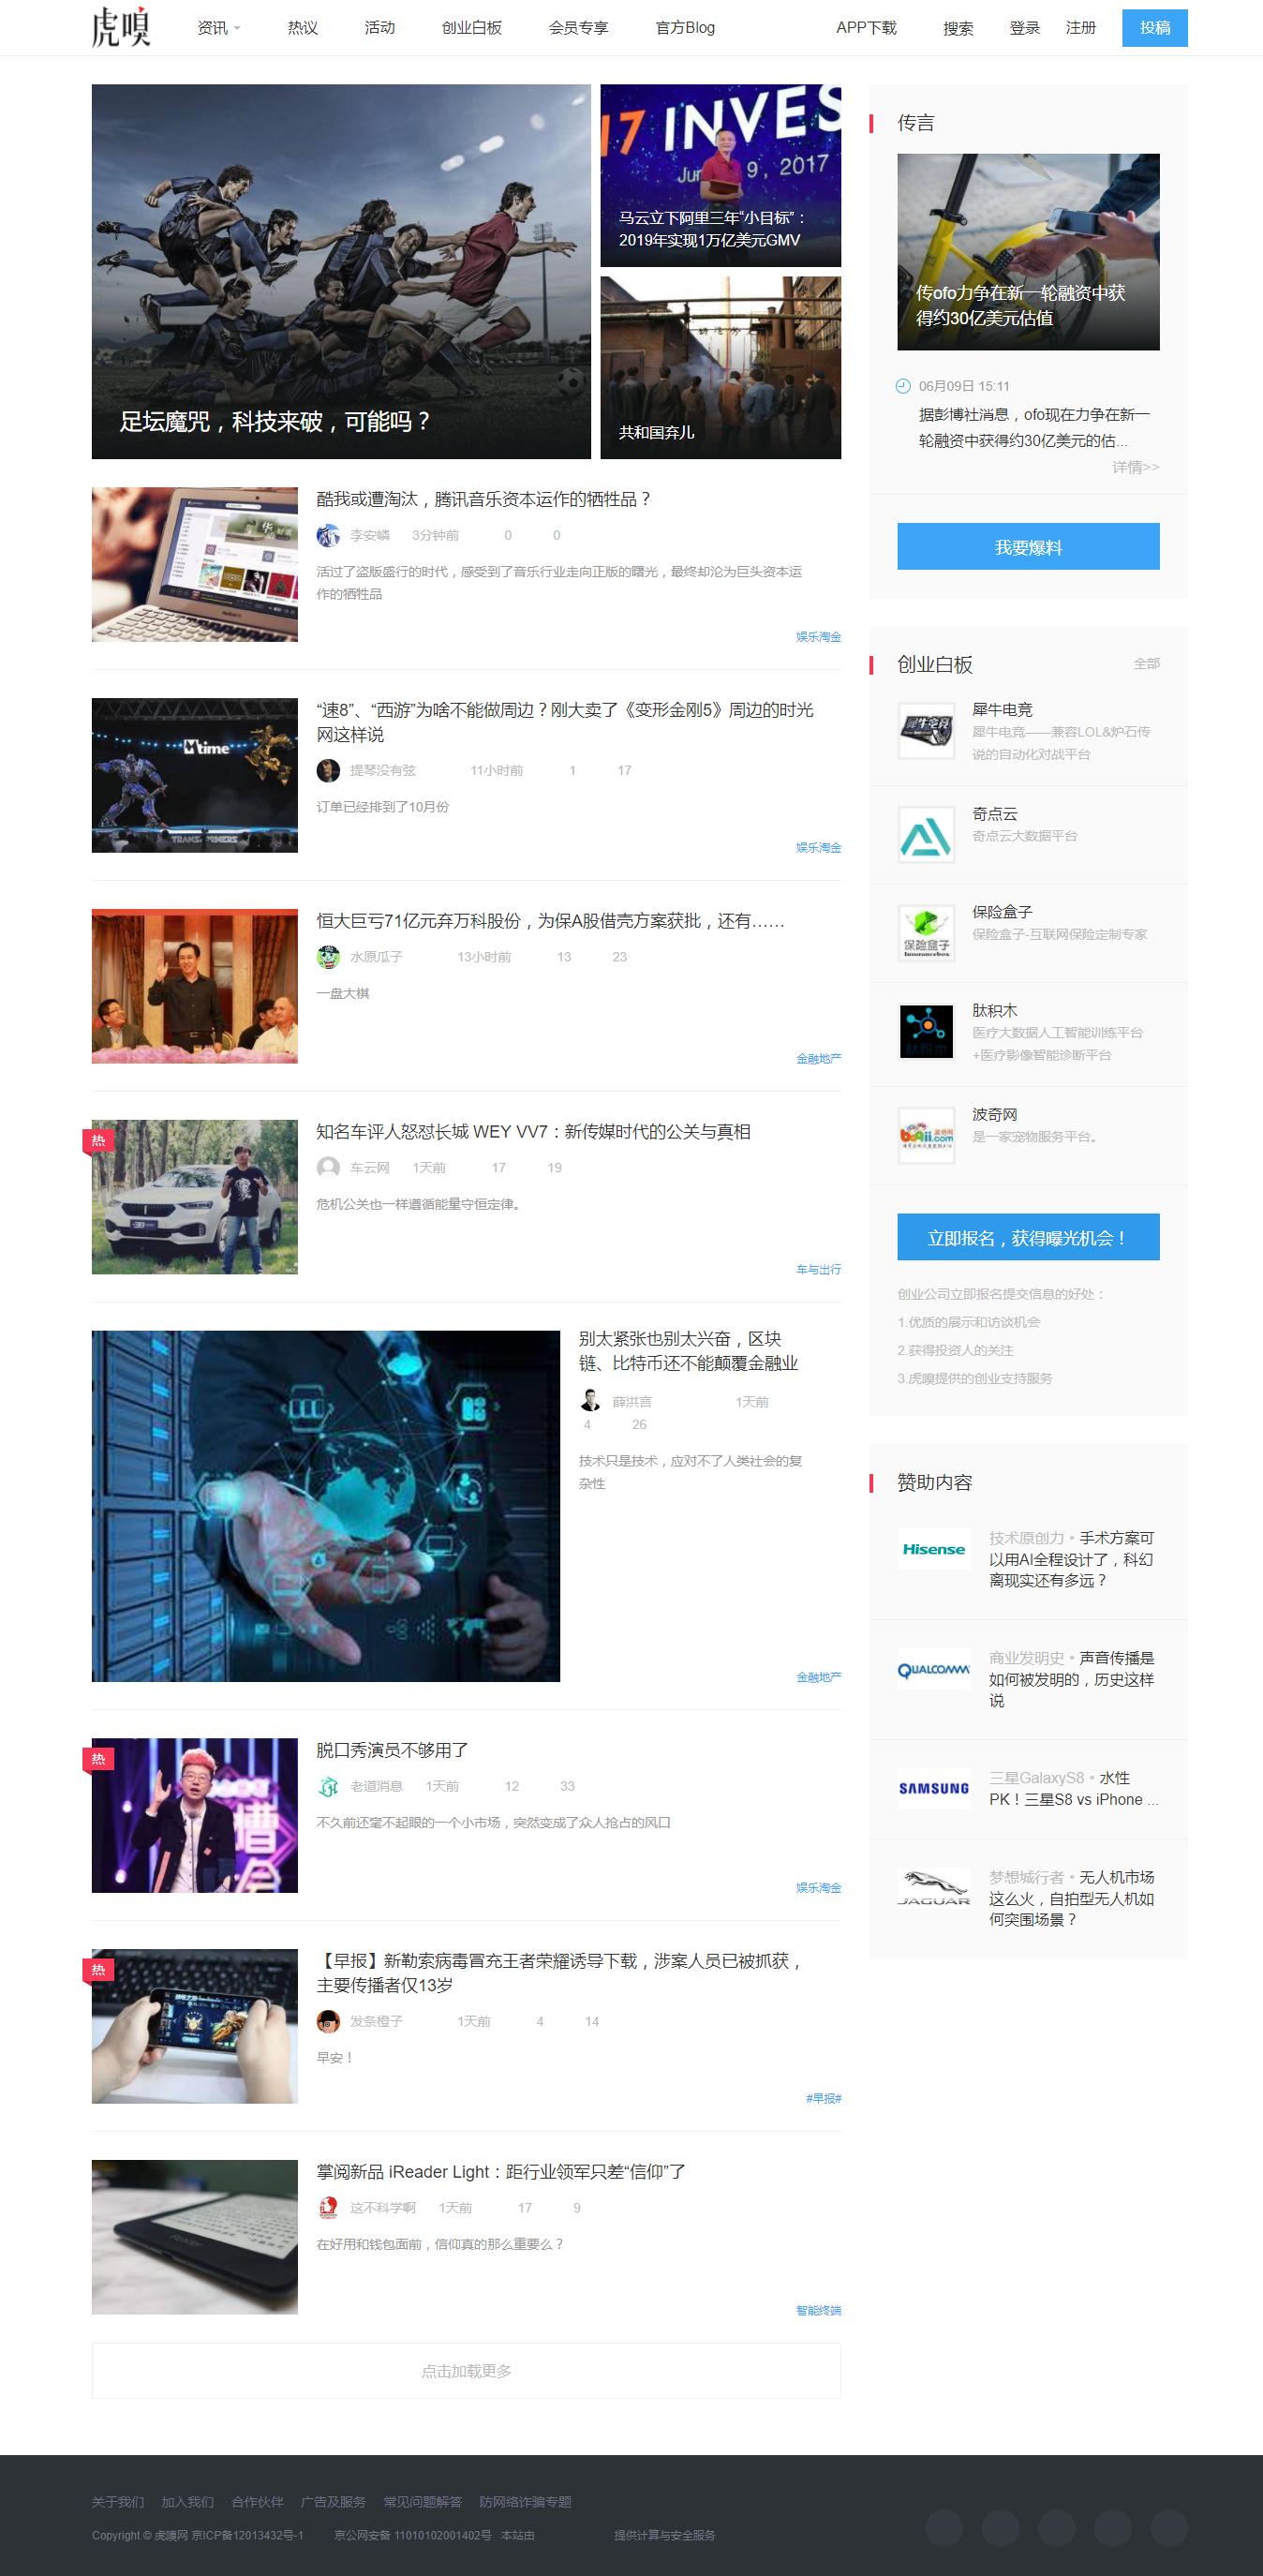 虎嗅
资讯
热议
活动
创业白板
会员专享
官方Blog
APP下载
搜索
登录
注册
投稿
足坛魔咒，科技来破，可能吗？
17 INVES
9, 2017
马云立下阿里三年“小目标”：
2019年实现1万亿美元GMV
共和国弃儿
酷我或遭淘汰，腾讯音乐资本运作的牺牲品？
李安嶙 3分钟前 0 0
活过了盗版盛行的时代，感受到了音乐行业走向正版的曙光，最终却沦为巨头资本运
作的牺牲品
娱乐淘金
time
TRANSFORMERS
“速8”、“西游”为啥不能做周边？刚大卖了《变形金刚5》周边的时光
网这样说
提琴没有弦 11小时前 1 17
订单已经排到了10月份
娱乐淘金
恒大巨亏71亿元弃万科股份，为保A股借壳方案获批，还有……
水原瓜子 13小时前 13 23
一盘大棋
金融地产
热
知名车评人怒怼长城 WEY VV7：新传媒时代的公关与真相
车云网 1天前 17 19
危机公关也一样遵循能量守恒定律。
车与出行
别太紧张也别太兴奋，区块
链、比特币还不能颠覆金融业
薛洪言 1天前
4 26
技术只是技术，应对不了人类社会的复
杂性
金融地产
热
脱口秀演员不够用了
老道消息 1天前 12 33
不久前还毫不起眼的一个小市场，突然变成了众人抢占的风口
娱乐淘金
热
【早报】新勒索病毒冒充王者荣耀诱导下载，涉案人员已被抓获，
主要传播者仅13岁
发条橙子 1天前 4 14
早安！
#早报#
掌阅新品 iReader Light：距行业领军只差“信仰”了
这不科学啊 1天前 17 9
在好用和钱包面前，信仰真的那么重要么？
智能终端
点击加载更多
传言
传ofo力争在新一轮融资中获
得约30亿美元估值
06月09日 15:11
据彭博社消息，ofo现在力争在新一
轮融资中获得约30亿美元的估...
详情>>
我要爆料
创业白板
全部
犀牛电竞
犀牛电竞
犀牛电竞——兼容LOL&炉石传
说的自动化对战平台
奇点云
奇点云大数据平台
保险盒子
Insurancebox
保险盒子
保险盒子-互联网保险定制专家
肽积木
肽积木
医疗大数据人工智能训练平台
+医疗影像智能诊断平台
波奇网
是一家宠物服务平台。
立即报名，获得曝光机会！
创业公司立即报名提交信息的好处：
1.优质的展示和访谈机会
2.获得投资人的关注
3.虎嗅提供的创业支持服务
赞助内容
Hisense
技术原创力 • 手术方案可
以用AI全程设计了，科幻
离现实还有多远？
QUALCOMM
商业发明史 • 声音传播是
如何被发明的，历史这样
说
SAMSUNG
三星GalaxyS8 • 水性
PK！三星S8 vs iPhone ...
JAGUAR
梦想城行者 • 无人机市场
这么火，自拍型无人机如
何突围场景？
关于我们
加入我们
合作伙伴
广告及服务
常见问题解答
防网络诈骗专题
Copyright © 虎嗅网 京ICP备12013432号-1 京公网安备 11010102001402号 本站由 提供计算与安全服务